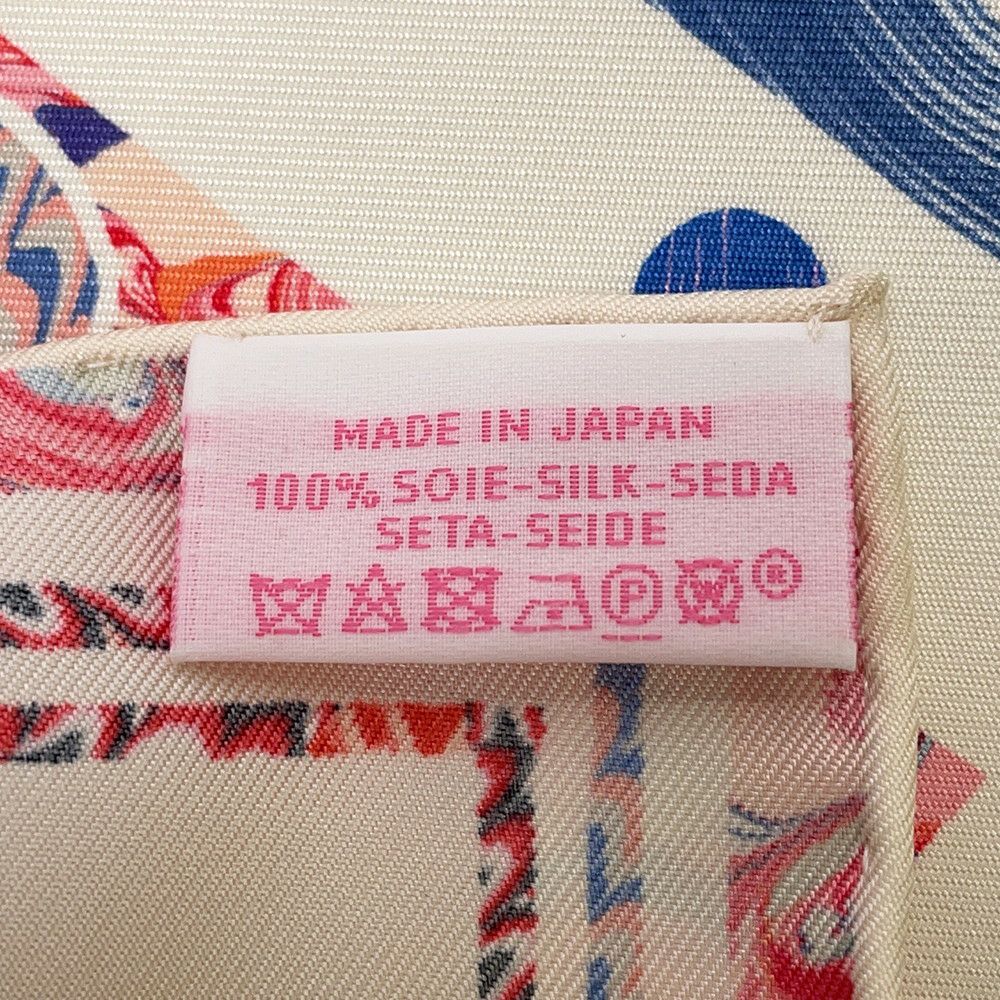 MADE IN JAPAN
100% SOIE-SILK-SEDA
SETA-SEIDE
P W ®